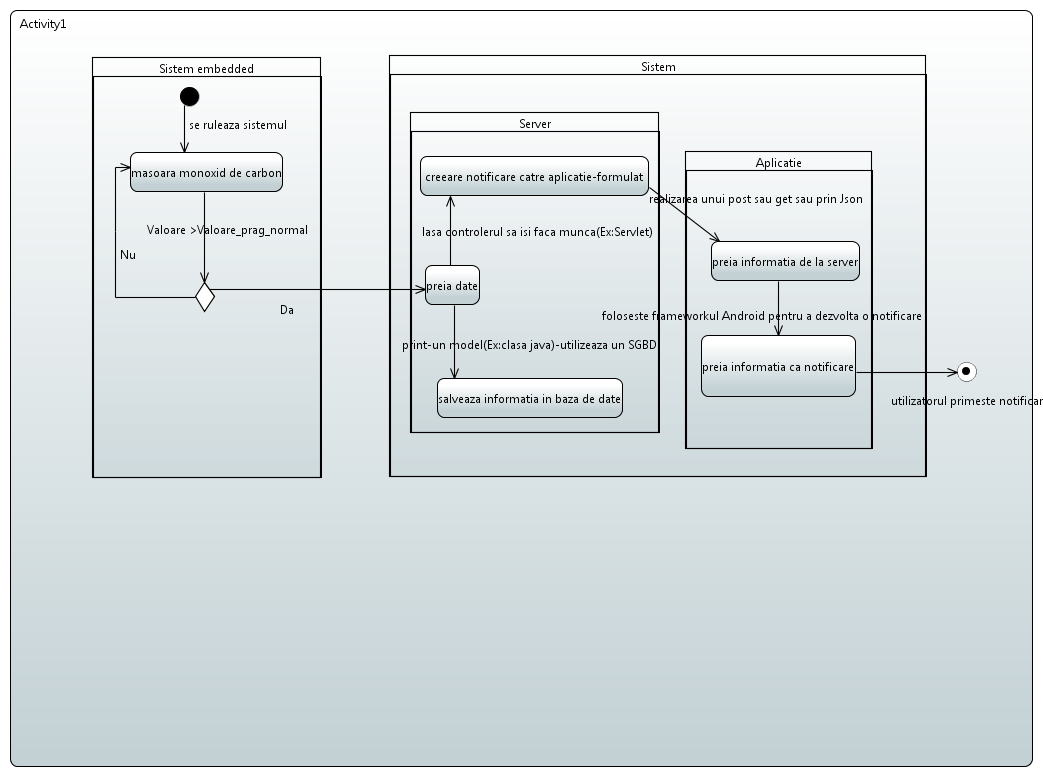 Activity1
Sistem embedded
se ruleaza sistemul
masoara monoxid de carbon
Valoare >Valoare_prag_normal
Nu
Da
Sistem
Server
creeare notificare catre aplicatie-formulat
lasa controlerul sa isi faca munca(Ex:Servlet)
preia date
print-un model(Ex:clasa java)-utilizeaza un SGBD
salveaza informatia in baza de date
Aplicatie
realizarea unui post sau get sau prin Json
preia informatia de la server
foloseste frameworkul Android pentru a dezvolta o notificare
preia informatia ca notificare
utilizatorul primeste notificar